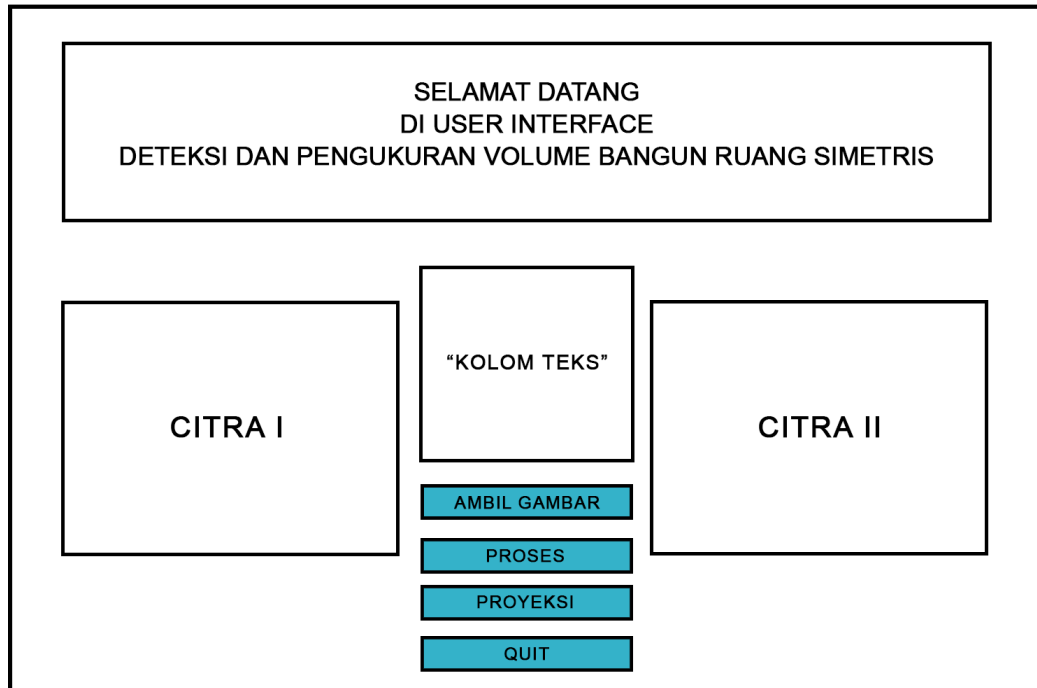 SELAMAT DATANG
DI USER INTERFACE
DETEKSI DAN PENGUKURAN VOLUME BANGUN RUANG SIMETRIS
CITRA I
“KOLOM TEKS”
CITRA II
AMBIL GAMBAR
PROSES
PROYEKSI
QUIT